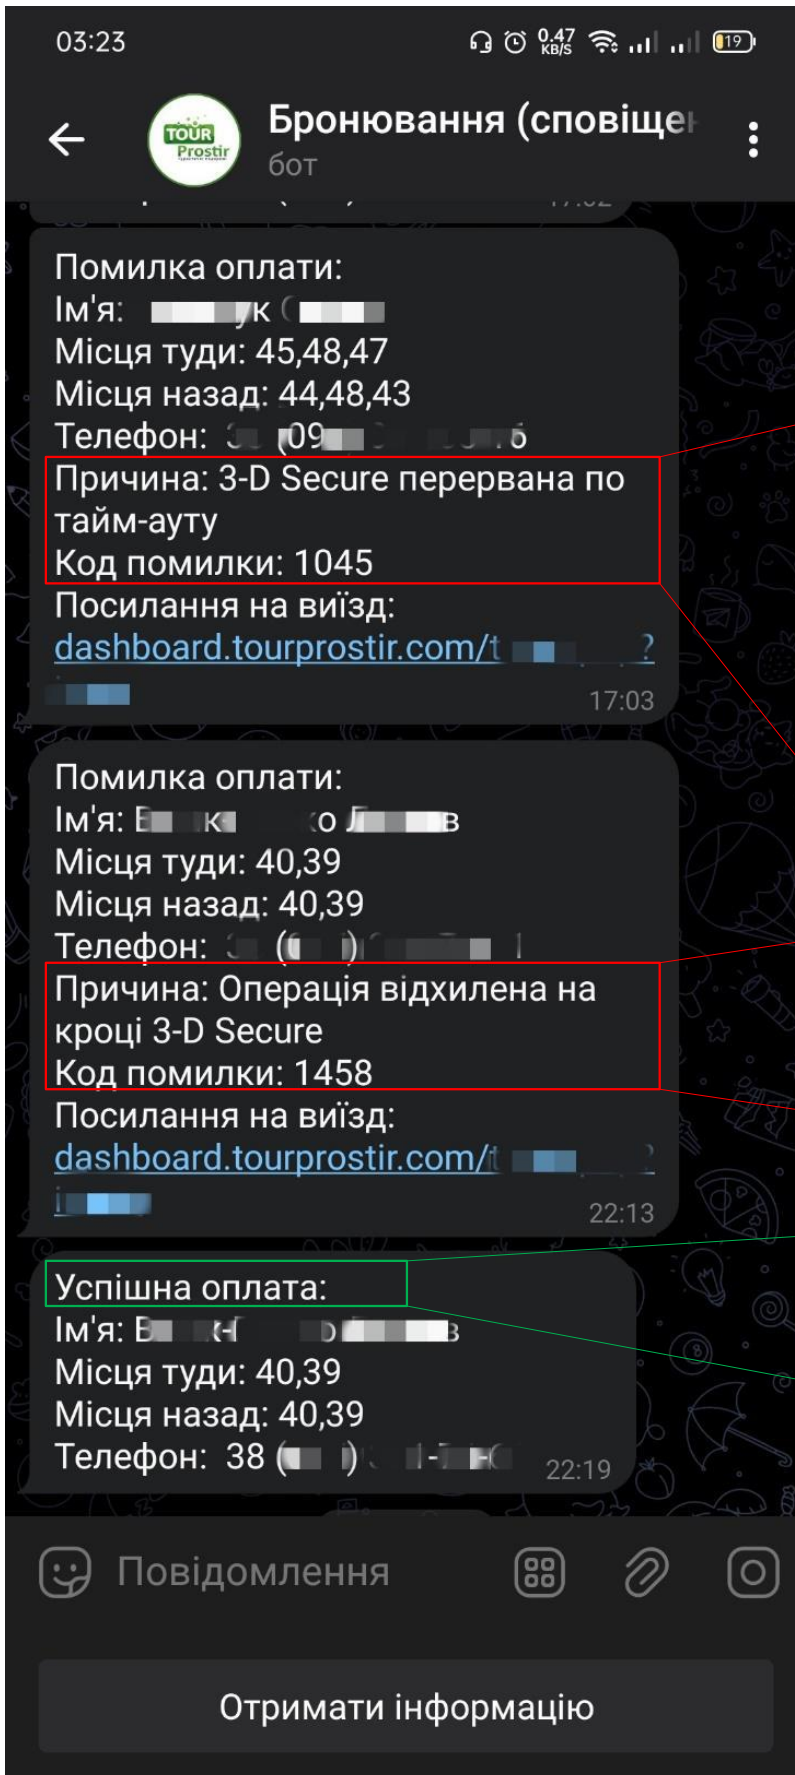 03:23
0.47 KB/S
19
TOUR
Prostir
Бронювання (сповіщен
бот
Помилка оплати:
Ім'я:
Місця туди: 45,48,47
Місця назад: 44,48,43
Телефон:
Причина: 3-D Secure перервана по
тайм-ауту
Код помилки: 1045
Посилання на виїзд:
dashboard.tourprostir.com/t ?
17:03
Помилка оплати:
Ім'я:
Місця туди: 40,39
Місця назад: 40,39
Телефон:
Причина: Операція відхилена на
кроці 3-D Secure
Код помилки: 1458
Посилання на виїзд:
dashboard.tourprostir.com/t ?
22:13
Успішна оплата:
Ім'я:
Місця туди: 40,39
Місця назад: 40,39
Телефон: 38
22:19
Повідомлення
Отримати інформацію